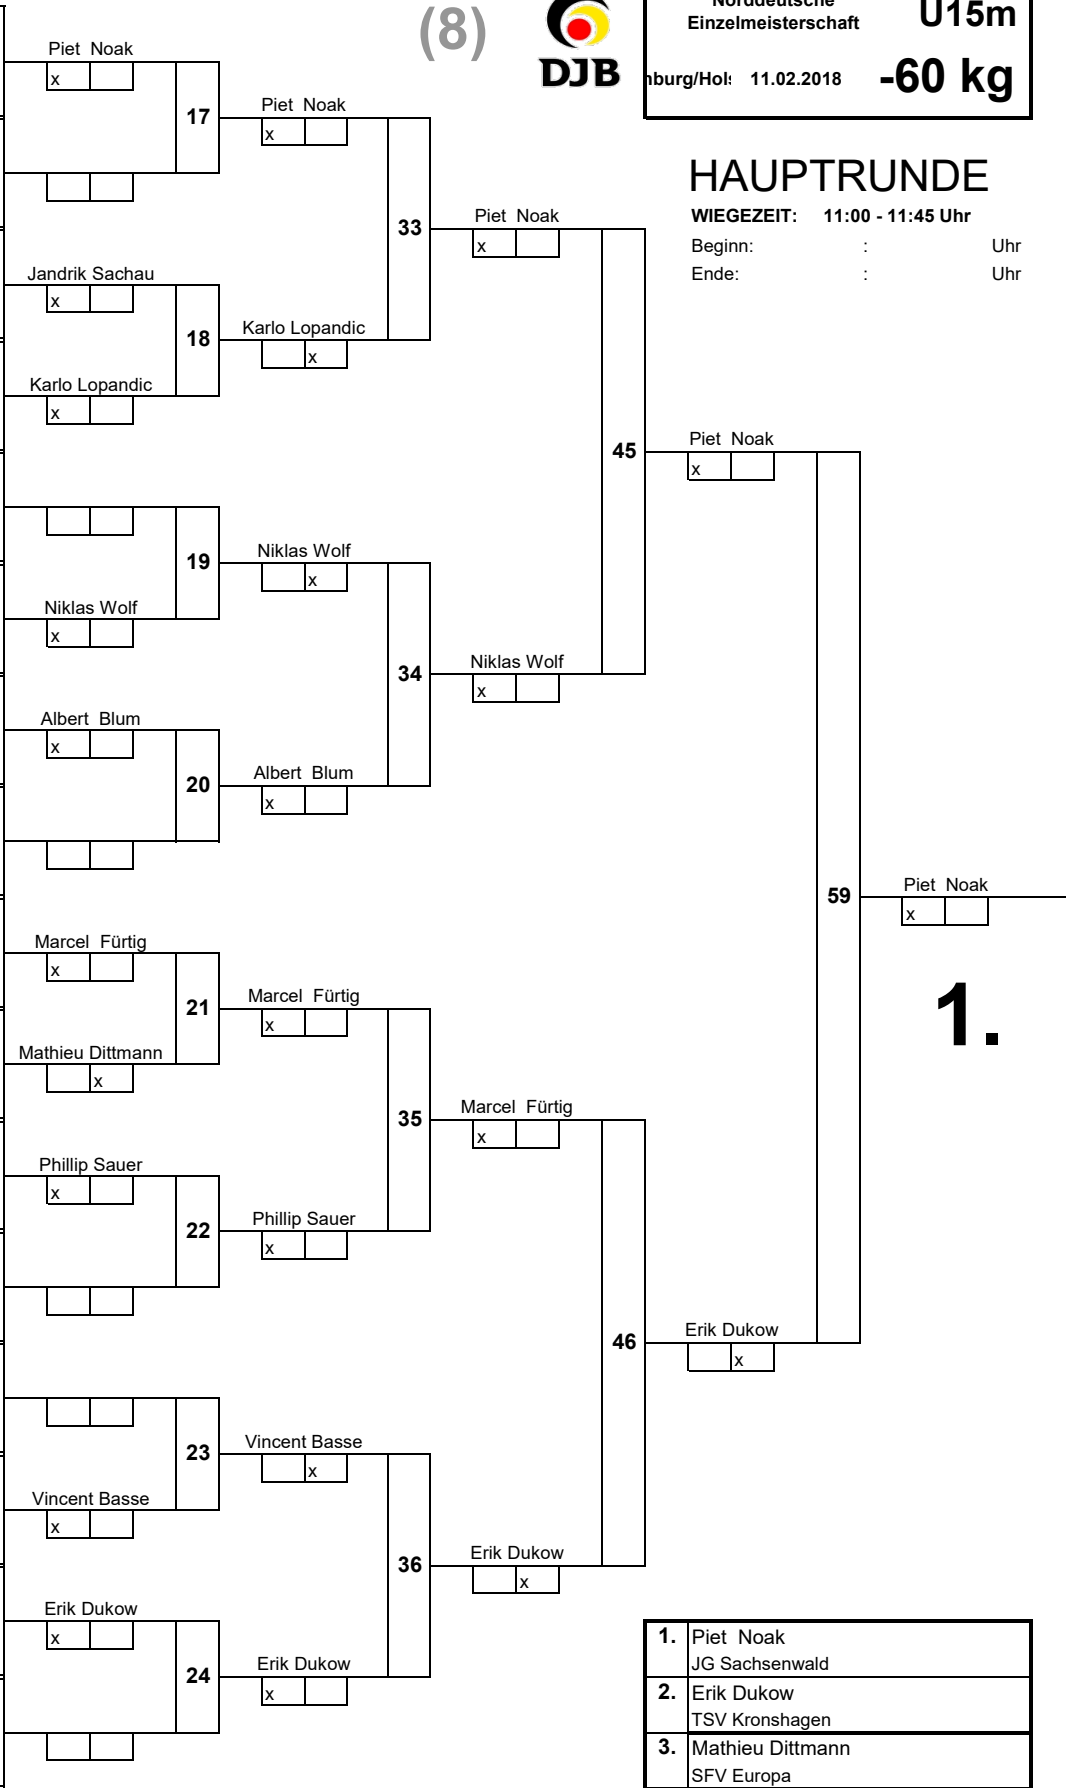 (8)
DJB
Norddeutsche
Einzelmeisterschaft
U15m
11.02.2018
-60 kg
HAUPTRUNDE
WIEGEZEIT: 11:00 - 11:45 Uhr
Beginn: : Uhr
Ende: : Uhr
Piet Noak
x
17
Piet Noak
x
33
Piet Noak
x
Jandrik Sachau
x
18
Karlo Lopandic
x
Karlo Lopandic
x
45
Piet Noak
x
19
Niklas Wolf
x
Niklas Wolf
x
34
Niklas Wolf
x
Albert Blum
x
20
Albert Blum
x
59
Piet Noak
x
1.
Marcel Fürtig
x
21
Marcel Fürtig
x
Mathieu Dittmann
x
35
Marcel Fürtig
x
Phillip Sauer
x
22
Phillip Sauer
x
46
Erik Dukow
x
23
Vincent Basse
x
Vincent Basse
x
36
Erik Dukow
x
Erik Dukow
x
24
Erik Dukow
x
1. Piet Noak
JG Sachsenwald
2. Erik Dukow
TSV Kronshagen
3. Mathieu Dittmann
SFV Europa